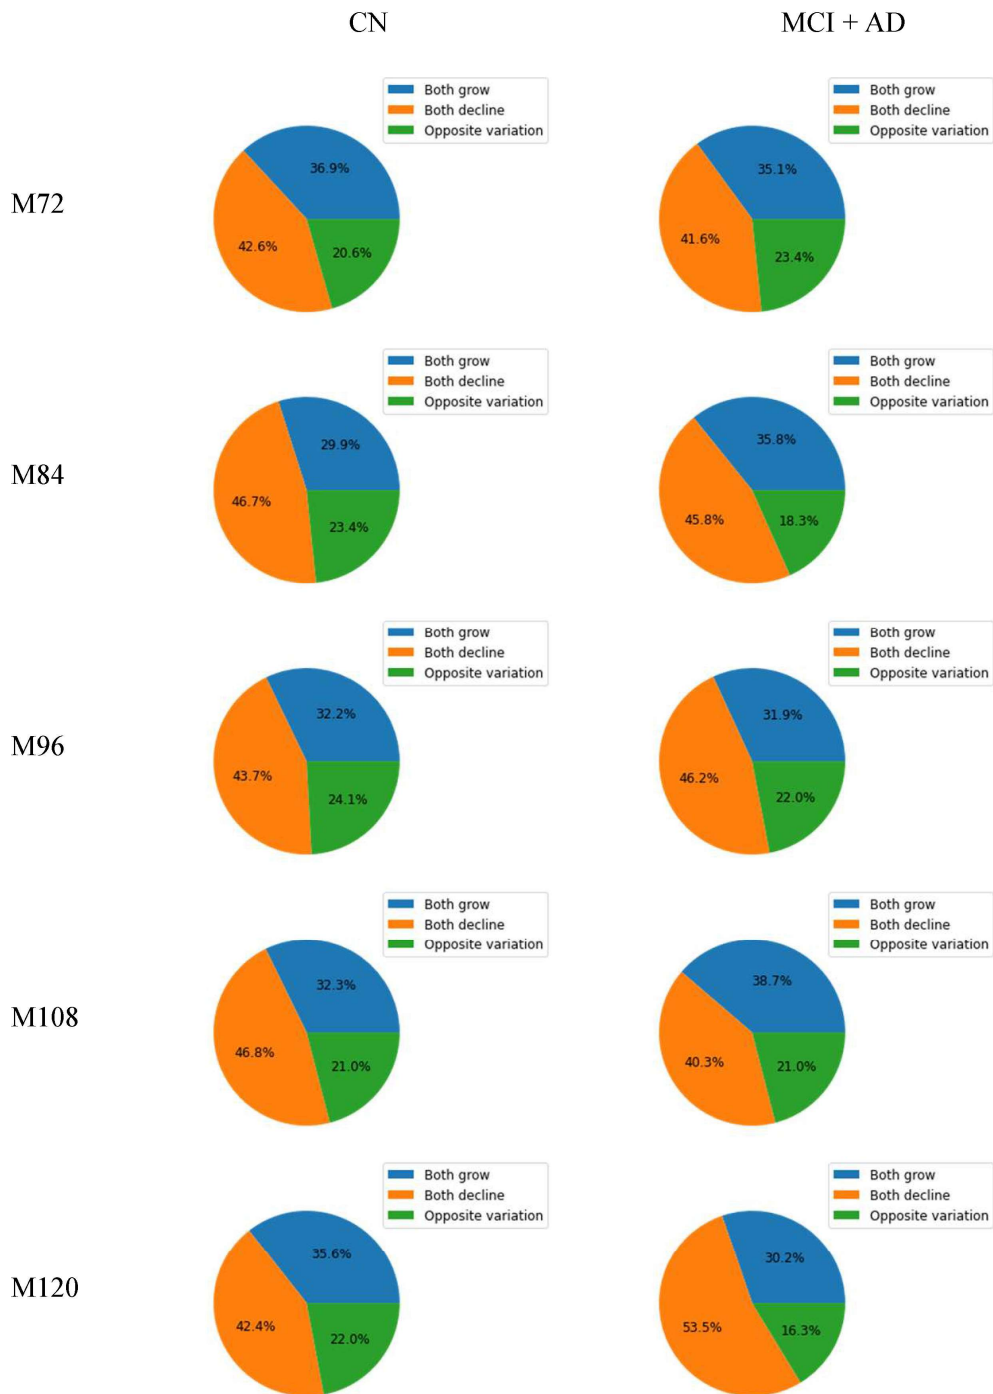 CN
MCI + AD
M72
Both grow
Both decline
Opposite variation
36.9%
42.6%
20.6%
Both grow
Both decline
Opposite variation
35.1%
41.6%
23.4%
M84
Both grow
Both decline
Opposite variation
29.9%
46.7%
23.4%
Both grow
Both decline
Opposite variation
35.8%
45.8%
18.3%
M96
Both grow
Both decline
Opposite variation
32.2%
43.7%
24.1%
Both grow
Both decline
Opposite variation
31.9%
46.2%
22.0%
M108
Both grow
Both decline
Opposite variation
32.3%
46.8%
21.0%
Both grow
Both decline
Opposite variation
38.7%
40.3%
21.0%
M120
Both grow
Both decline
Opposite variation
35.6%
42.4%
22.0%
Both grow
Both decline
Opposite variation
30.2%
53.5%
16.3%